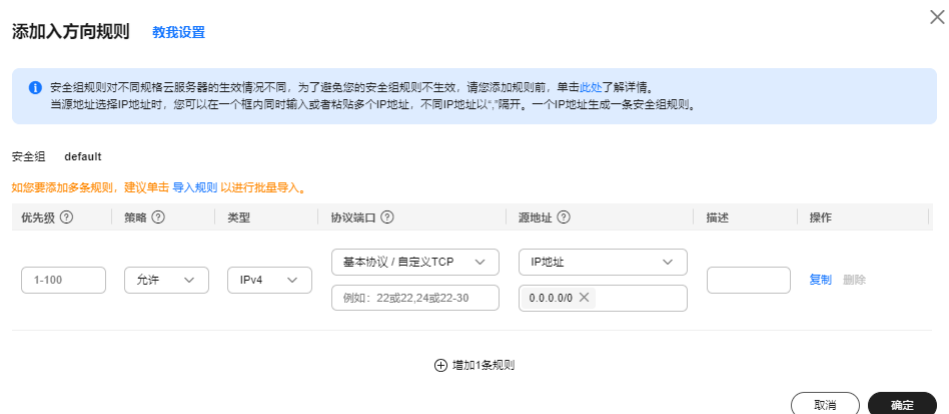 添加入方向规则 教我设置
安全组规则对不同规格云服务器的生效情况不同，为了避免您的安全组规则不生效，请您添加规则前，单击此处了解详情。
当源地址选择IP地址时，您可以在一个框内同时输入或者粘贴多个IP地址，不同IP地址以“,”隔开。一个IP地址生成一条安全组规则。
安全组 default
如您要添加多条规则，建议单击 导入规则 以进行批量导入。
优先级 策略 类型 协议端口 源地址 描述 操作
基本协议 / 自定义TCP IP地址
1-100 允许 IPv4 复制 删除
例如：22或22,24或22-30 0.0.0.0/0
增加1条规则
取消 确定